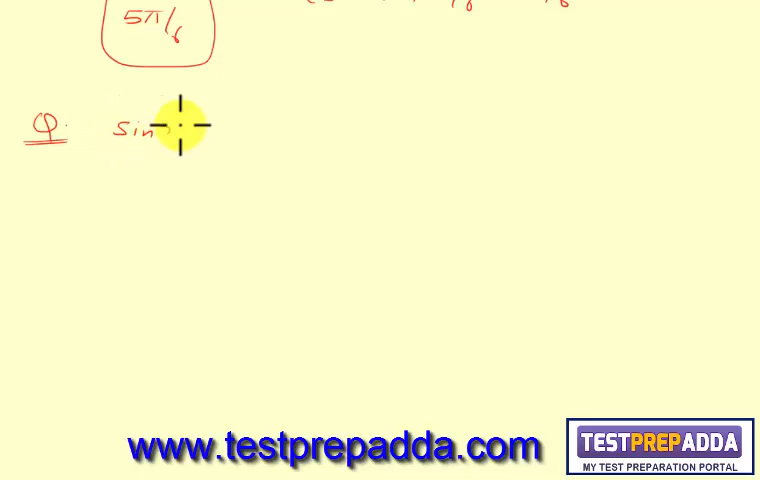 5π/6
Q. sin
www.testprepadda.com
TESTPREPADDA
MY TEST PREPARATION PORTAL